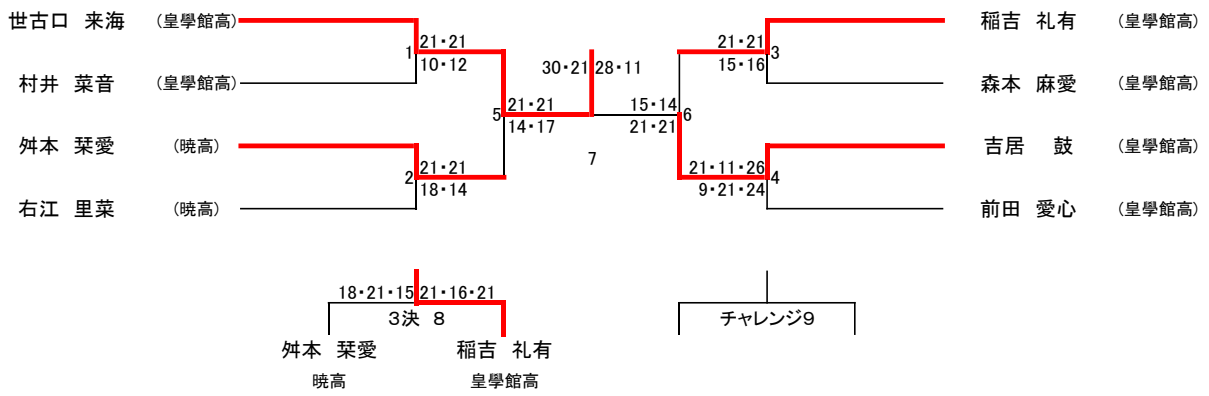 世古口 来海 (皇學館高)
村井 菜音 (皇學館高)
舛本 栞愛 (暁高)
右江 里菜 (暁高)
1
21・21
10・12
2
21・21
18・14
5
21・21
14・17
30・21 28・11
7
15・14
21・21
6
21・21
15・16
3
21・11・26
9・21・24
4
稲吉 礼有 (皇學館高)
森本 麻愛 (皇學館高)
吉居 鼓 (皇學館高)
前田 愛心 (皇學館高)
18・21・15 21・16・21
3決 8
舛本 栞愛 稲吉 礼有
暁高 皇學館高
チャレンジ9